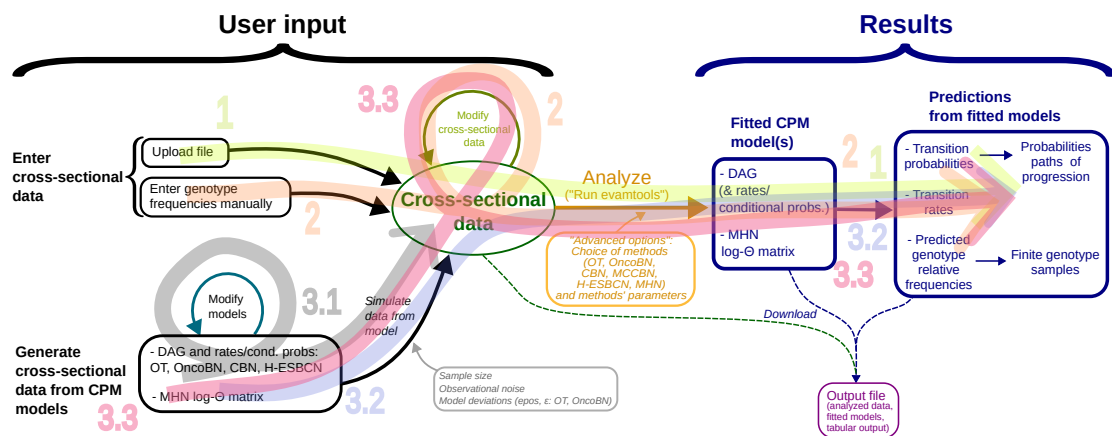 User input
Results
3.3
2
1
Modify
cross-sectional
data
Enter
cross-sectional
data
Upload file
Enter genotype
frequencies manually
2
Cross-sectional
data
Analyze
("Run evamtools")
"Advanced options":
Choice of methods
(OT, OncoBN,
CBN, MCCBN,
H-ESBCN, MHN)
and methods' parameters
Fitted CPM
model(s)
- DAG
(& rates/
conditional probs.)
- MHN
log-Θ matrix
2
1
3.2
3.3
Predictions
from fitted models
- Transition
probabilities
Probabilities
paths of
progression
- Transition
rates
- Predicted
genotype
relative
frequencies
Finite genotype
samples
3.1
Modify
models
Simulate
data from
model
Generate
cross-sectional
data from CPM
models
- DAG and rates/cond. probs:
OT, OncoBN, CBN, H-ESBCN
- MHN log-Θ matrix
3.3
3.2
Sample size
Observational noise
Model deviations (epos, ε: OT, OncoBN)
Download
Output file
(analyzed data,
fitted models,
tabular output)